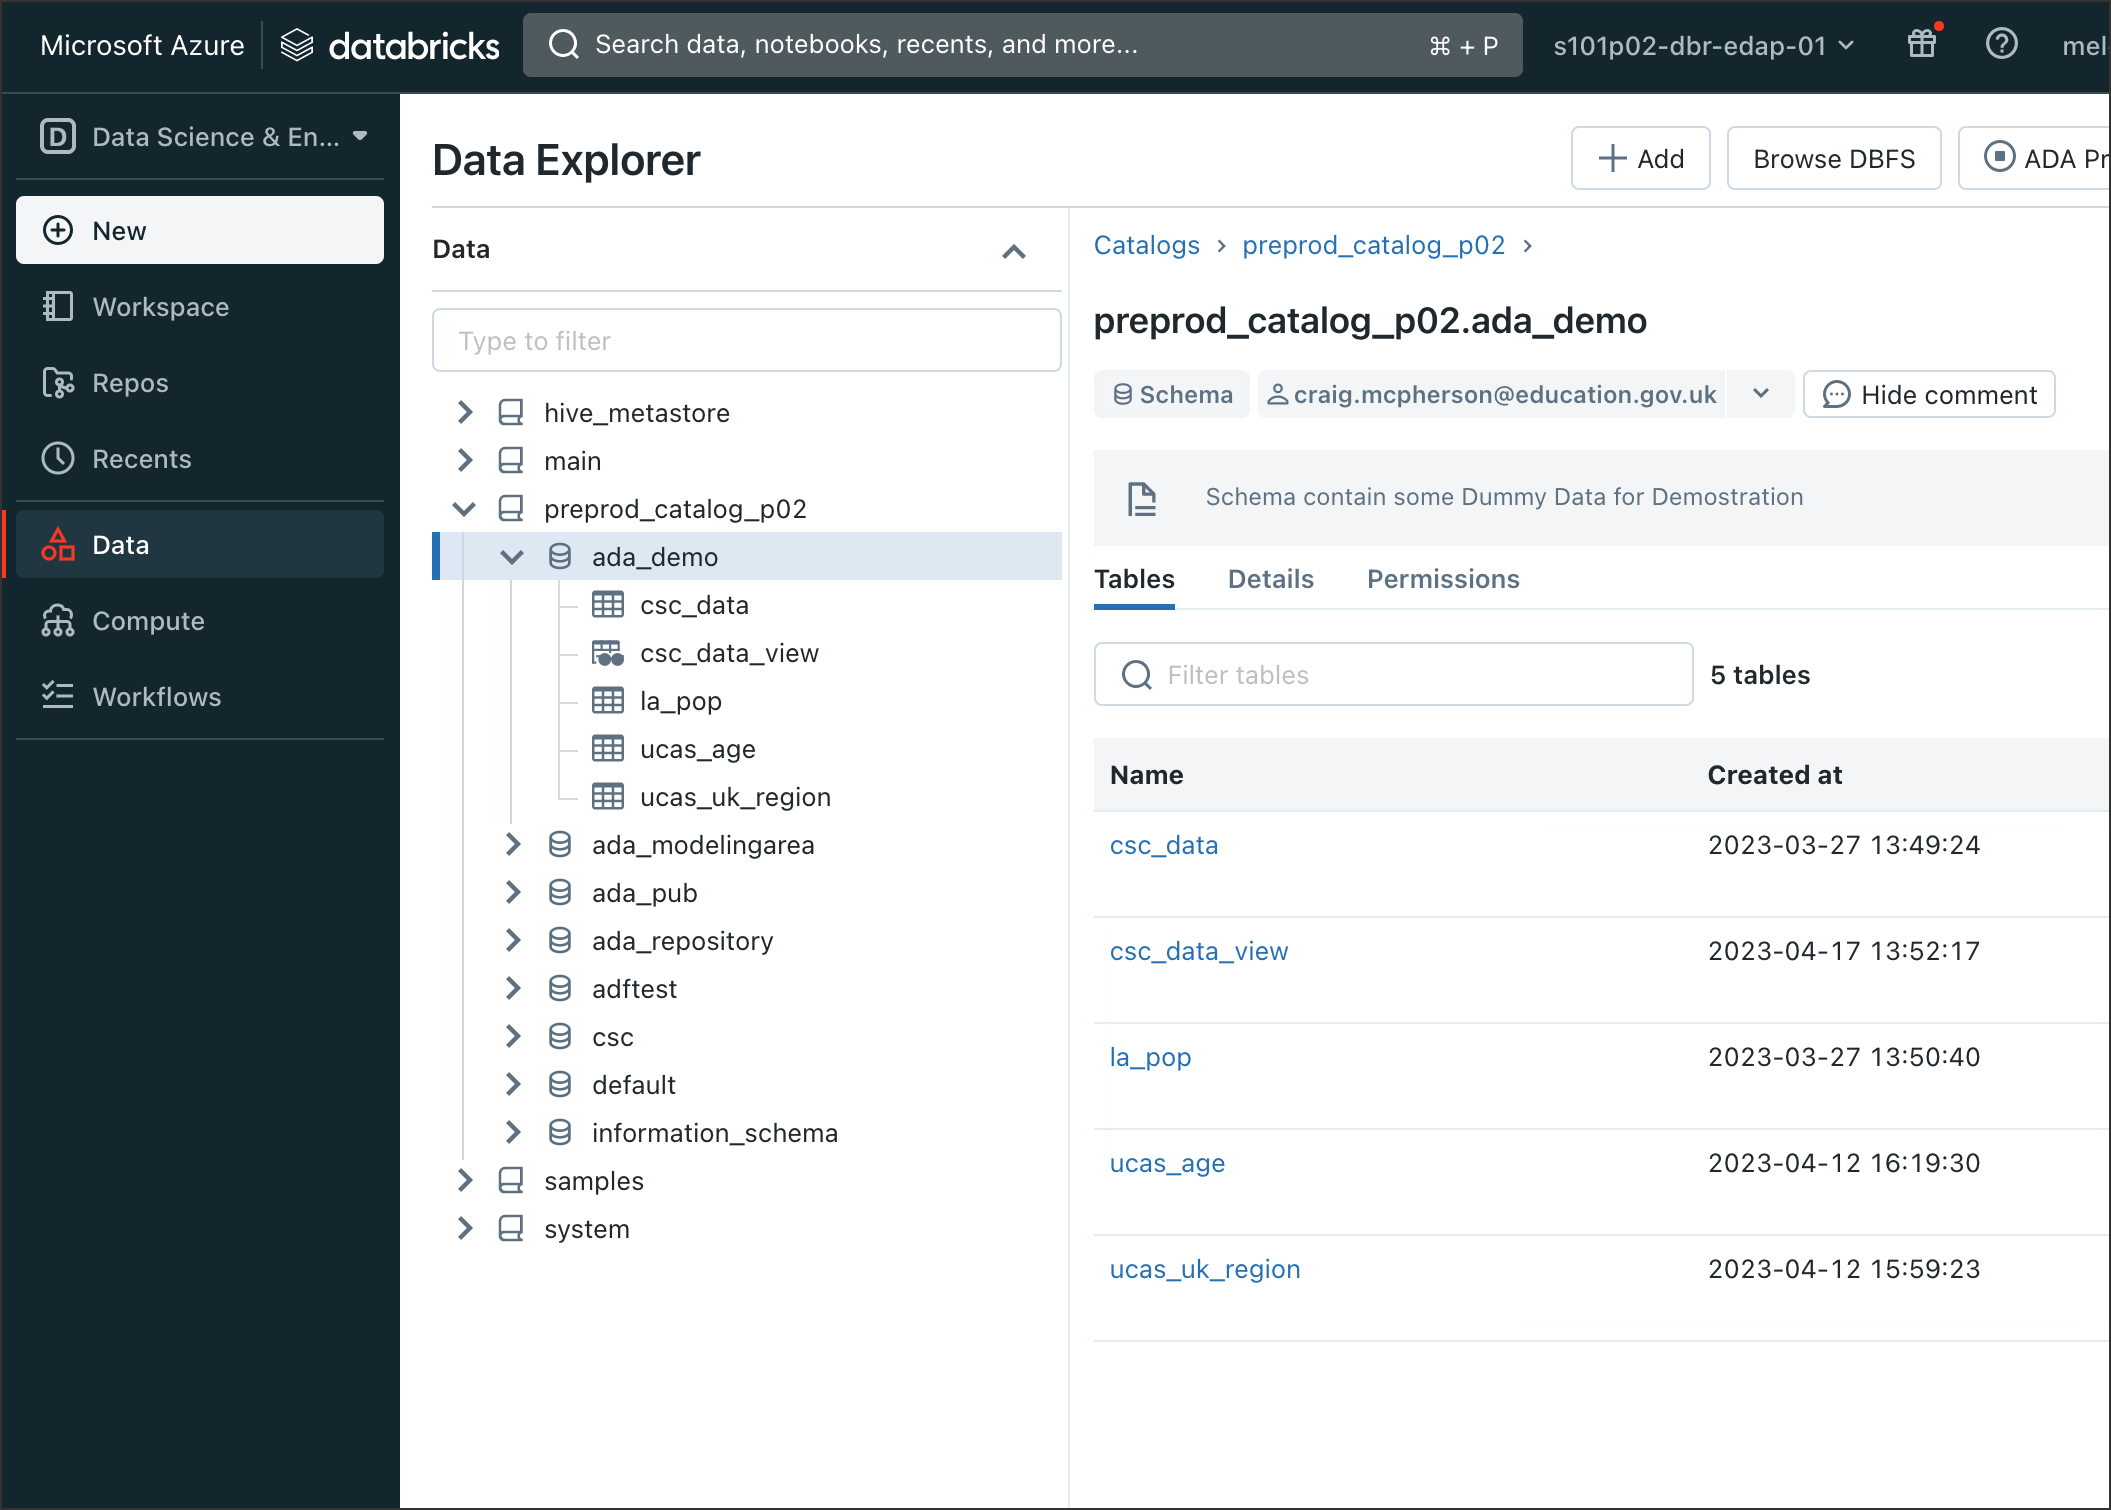 Microsoft Azure
databricks
Search data, notebooks, recents, and more...
⌘ + P
s101p02-dbr-edap-01
mel
D Data Science & En...
New
Workspace
Repos
Recents
Data
Compute
Workflows
Data Explorer
Add
Browse DBFS
ADA Pr
Data
Type to filter
hive_metastore
main
preprod_catalog_p02
ada_demo
csc_data
csc_data_view
la_pop
ucas_age
ucas_uk_region
ada_modelingarea
ada_pub
ada_repository
adftest
csc
default
information_schema
samples
system
Catalogs > preprod_catalog_p02 >
preprod_catalog_p02.ada_demo
Schema
craig.mcpherson@education.gov.uk
Hide comment
Schema contain some Dummy Data for Demostration
Tables Details Permissions
Filter tables
5 tables
Name Created at
csc_data 2023-03-27 13:49:24
csc_data_view 2023-04-17 13:52:17
la_pop 2023-03-27 13:50:40
ucas_age 2023-04-12 16:19:30
ucas_uk_region 2023-04-12 15:59:23